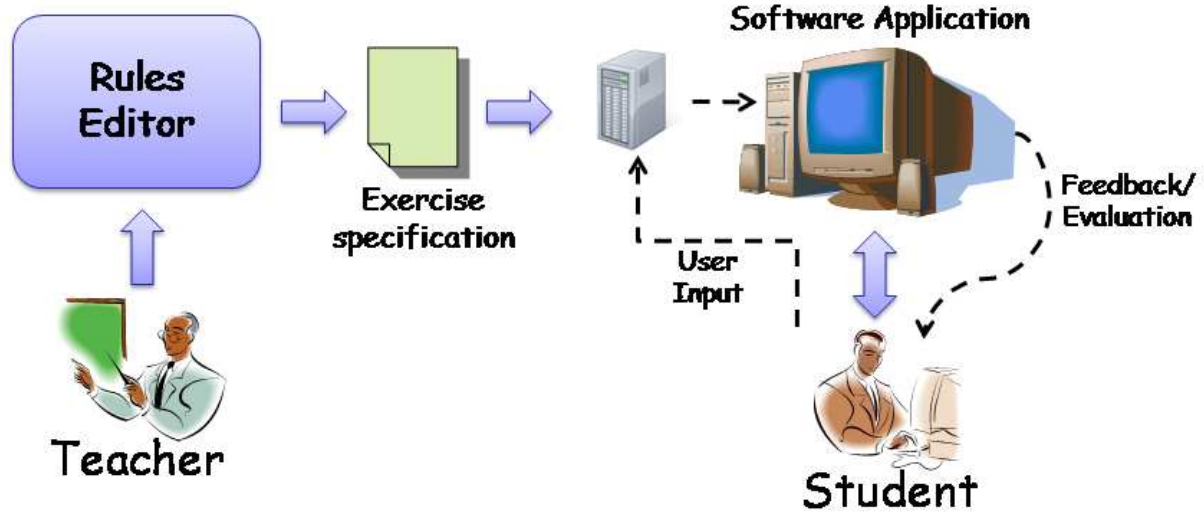 Software Application
Rules
Editor
Exercise
specification
Feedback/
Evaluation
User
Input
Teacher
Student